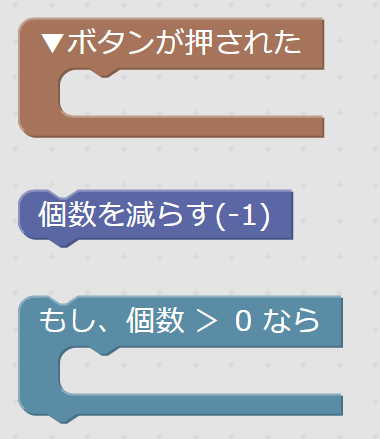 ▼ボタンが押された
個数を減らす(-1)
もし、個数 ＞ 0 なら